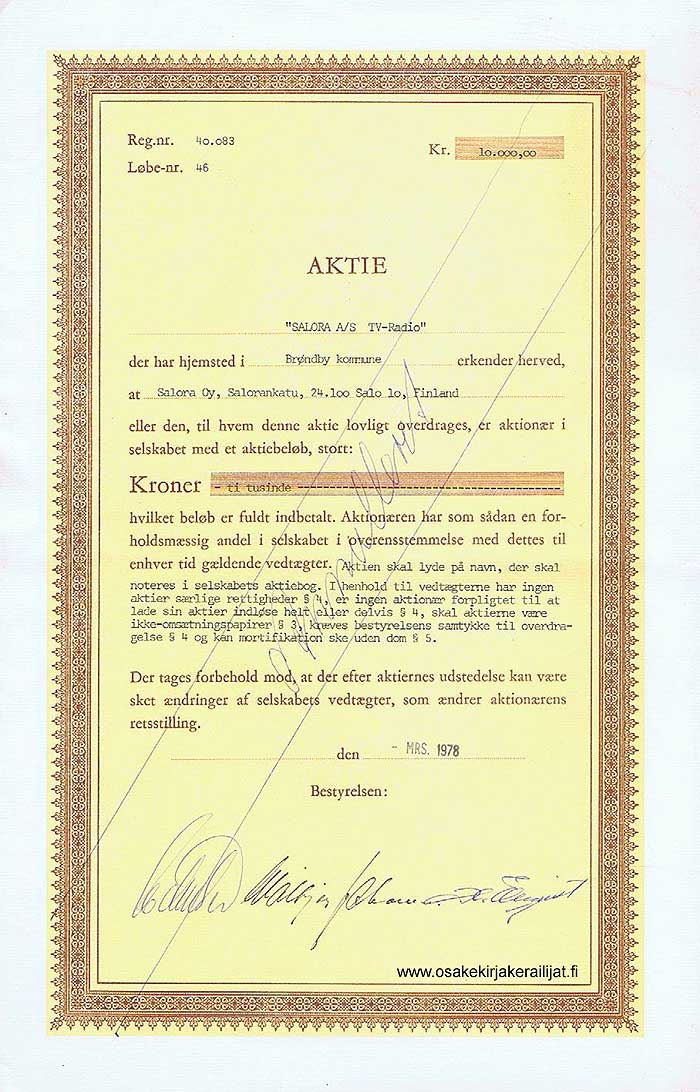 Reg.nr. 40.083
Kr. 10.000,00
Løbe-nr. 46
AKTIE
"SALORA A/S TV-Radio"
der har hjemsted i Brøndby kommune erkender herved,
at Salora Oy, Salorankatu, 24.100 Salo 10, Finland
eller den, til hvem denne aktie lovligt overdrages, er aktionær i
selskabet med et aktiebeløb, stort:
Kroner - ti tusinde -
hvilket beløb er fuldt indbetalt. Aktionæren har som sådan en for-
holdsmæssig andel i selskabet i overensstemmelse med dettes til
enhver tid gældende vedtægter. Aktien skal lyde på navn, der skal
noteres i selskabets aktiebog. I henhold til vedtægterne har ingen
aktier særlige rettigheder § 4, er ingen aktionær forpligtet til at
lade sin aktier indløse helt eller delvis § 4, skal aktierne være
ikke-omsætningspapirer § 3, kræves bestyrelsens samtykke til overdra-
gelse § 4 og kan mortifikation ske uden dom § 5.
Der tages forbehold mod, at der efter aktiernes udstedelse kan være
sket ændringer af selskabets vedtægter, som ændrer aktionærens
retsstilling.
den - MRS. 1978
Bestyrelsen:
www.osakekirjakerailijat.fi